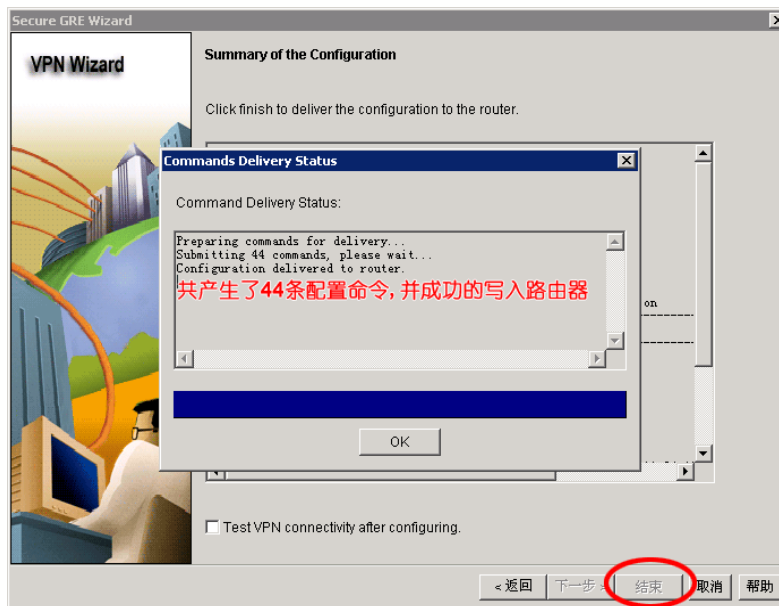 Secure GRE Wizard
VPN Wizard
Summary of the Configuration
Click finish to deliver the configuration to the router.
Commands Delivery Status
Command Delivery Status:
Preparing commands for delivery...
Submitting 44 commands, please wait...
Configuration delivered to router.
共产生了44条配置命令,并成功的写入路由器
on
OK
Test VPN connectivity after configuring.
<返回
下一步>
结束
取消
帮助